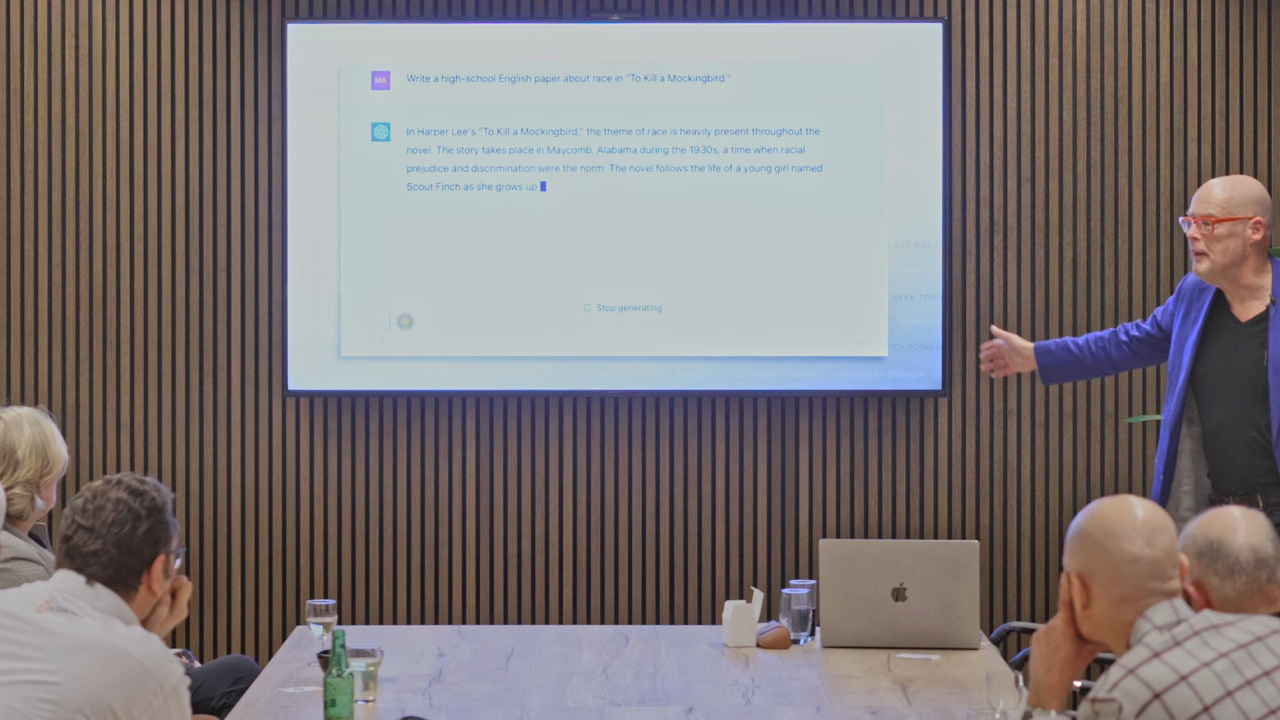 MA
Write a high-school English paper about race in "To Kill a Mockingbird."
In Harper Lee's "To Kill a Mockingbird," the theme of race is heavily present throughout the
novel. The story takes place in Maycomb, Alabama during the 1930s, a time when racial
prejudice and discrimination were the norm. The novel follows the life of a young girl named
Scout Finch as she grows up
Stop generating
LAST WEEK